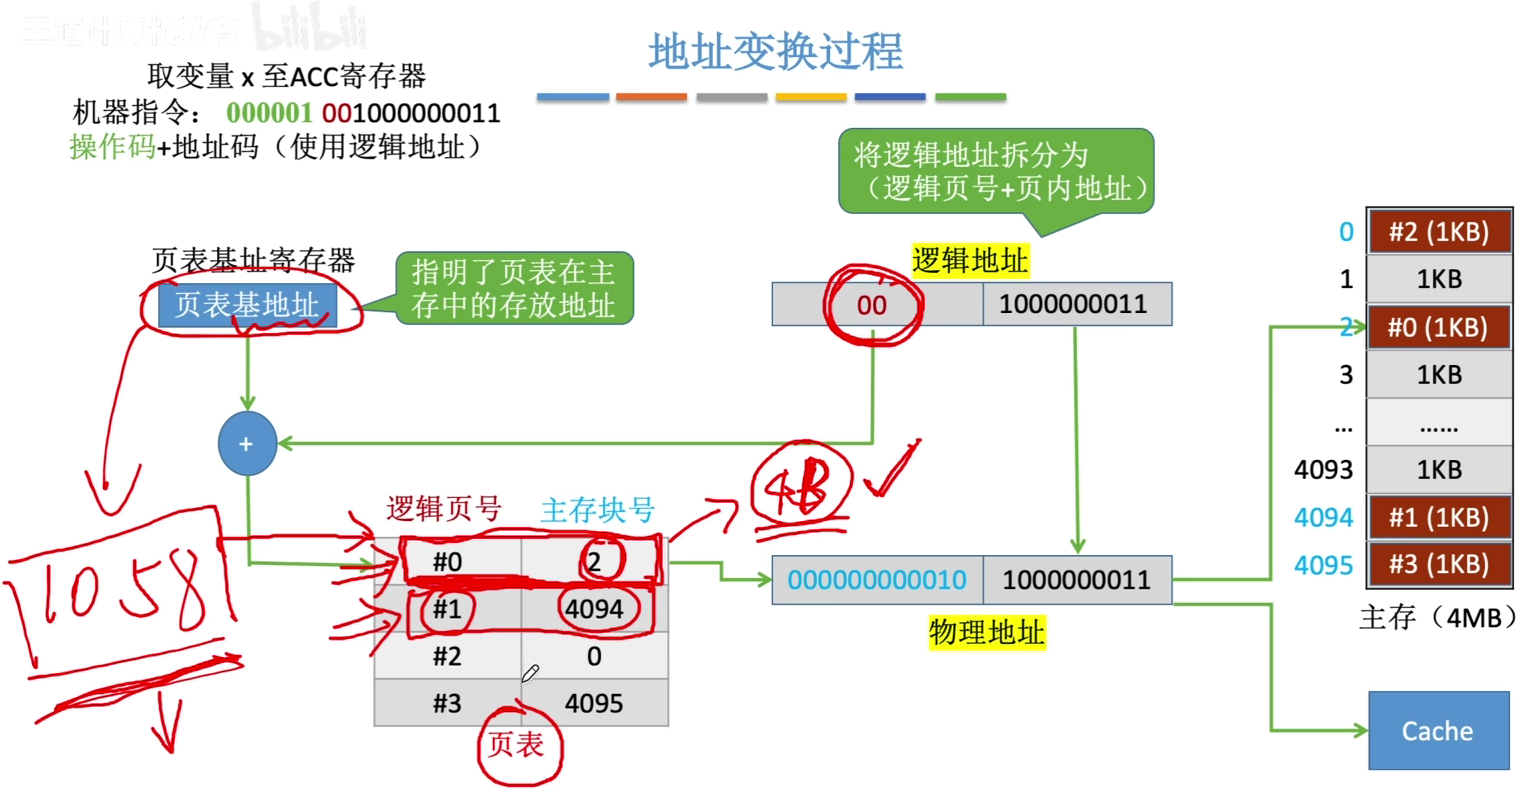 王道计算机教育 bilibili
地址变换过程
取变量 x 至ACC寄存器
机器指令： 000001 001000000011
操作码+地址码（使用逻辑地址）
将逻辑地址拆分为
（逻辑页号+页内地址）
页表基址寄存器
页表基地址
指明了页表在主
存中的存放地址
逻辑地址
00 1000000011
+
4B
1058
逻辑页号 主存块号
#0 2
#1 4094
#2 0
#3 4095
页表
000000000010 1000000011
物理地址
0 #2 (1KB)
1 1KB
2 #0 (1KB)
3 1KB
... ......
4093 1KB
4094 #1 (1KB)
4095 #3 (1KB)
主存（4MB）
Cache